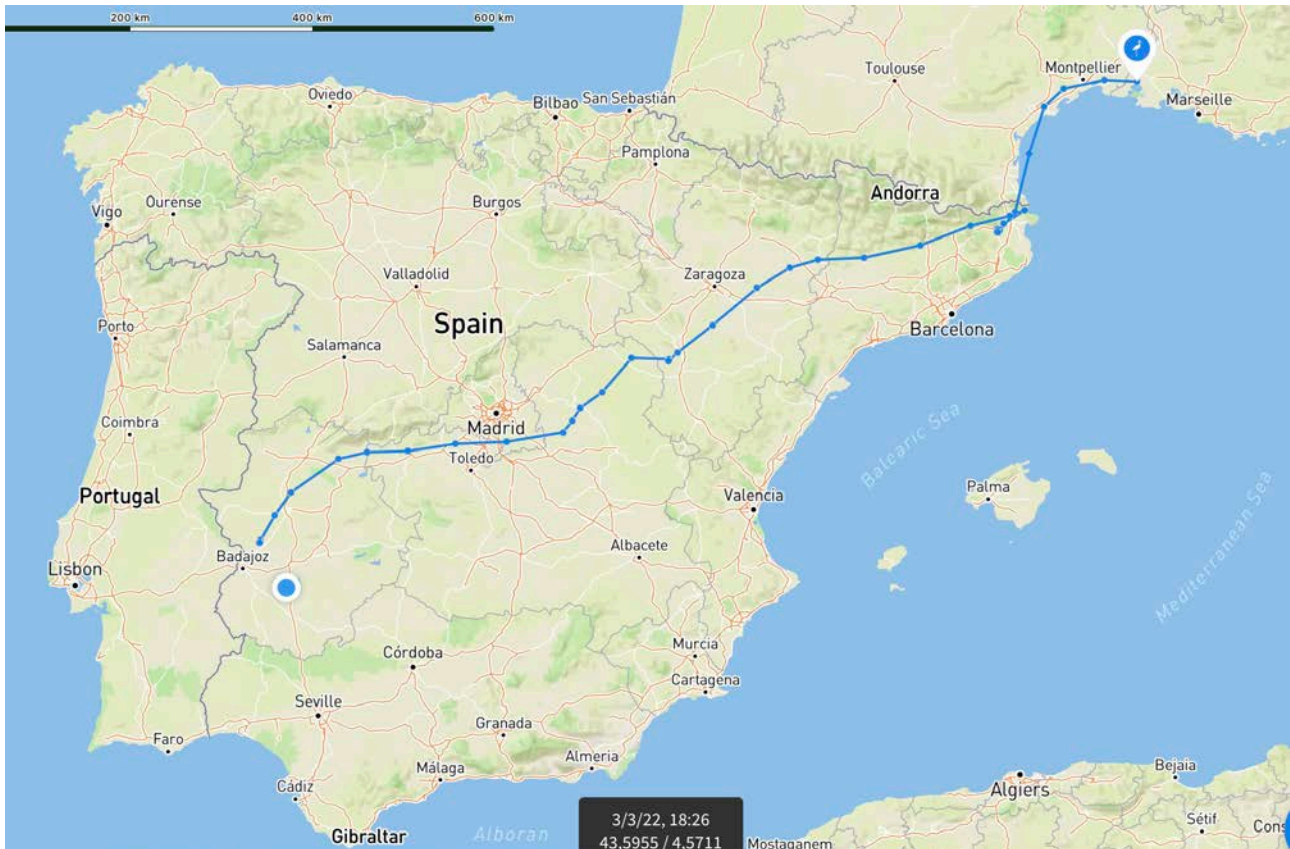 200 km 400 km 600 km
Toulouse
Montpellier
Marseille
Oviedo
Bilbao
San Sebastián
Pamplona
Andorra
Vigo
Ourense
Burgos
Valladolid
Zaragoza
Porto
Spain
Barcelona
Salamanca
Coimbra
Madrid
Balearic Sea
Toledo
Palma
Portugal
Valencia
Mediterranean Sea
Badajoz
Albacete
Lisbon
Murcia
Córdoba
Cartagena
Seville
Granada
Faro
Almeria
Málaga
Cádiz
Bejaia
Algiers
Gibraltar
Alboran
3/3/22, 18:26
43,5955 / 4,5711
Mostaganem
Sétif
Cons